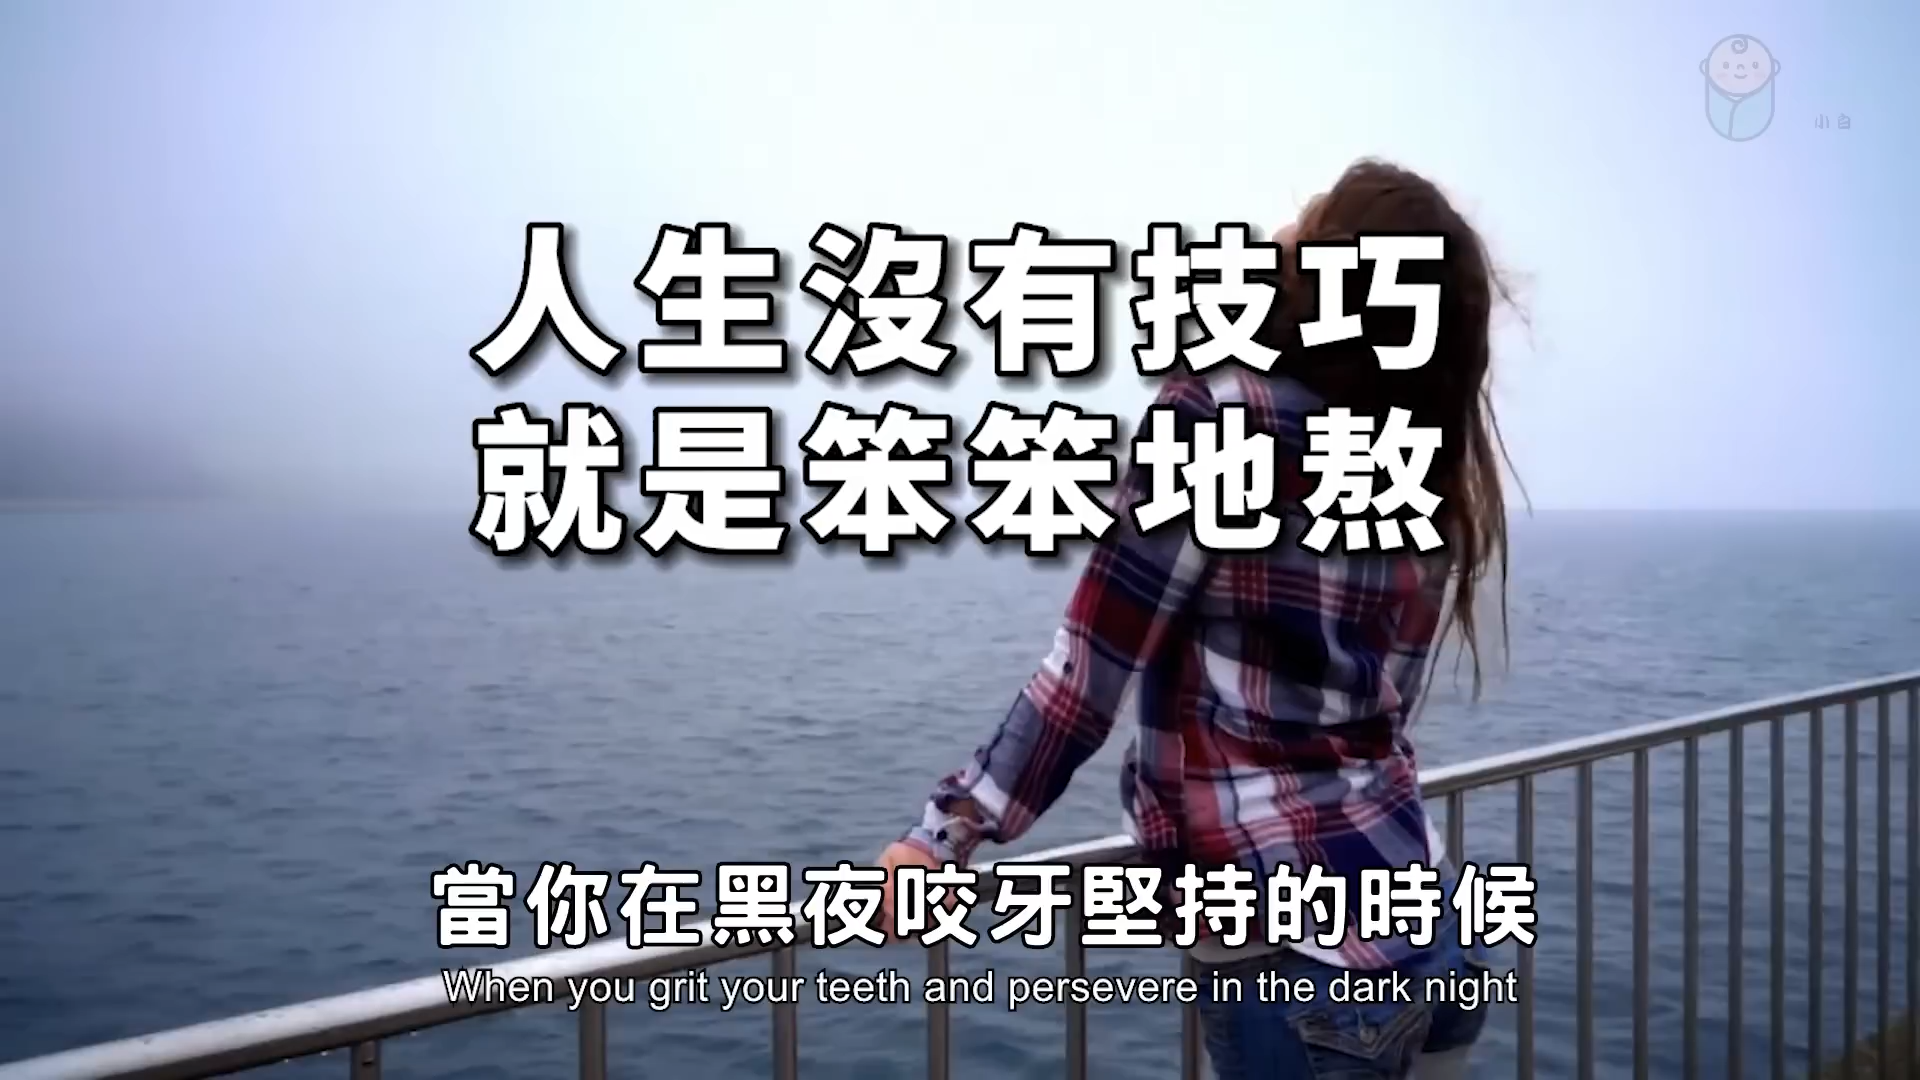 小白
人生沒有技巧
就是笨笨地熬
當你在黑夜咬牙堅持的時候
When you grit your teeth and persevere in the dark night